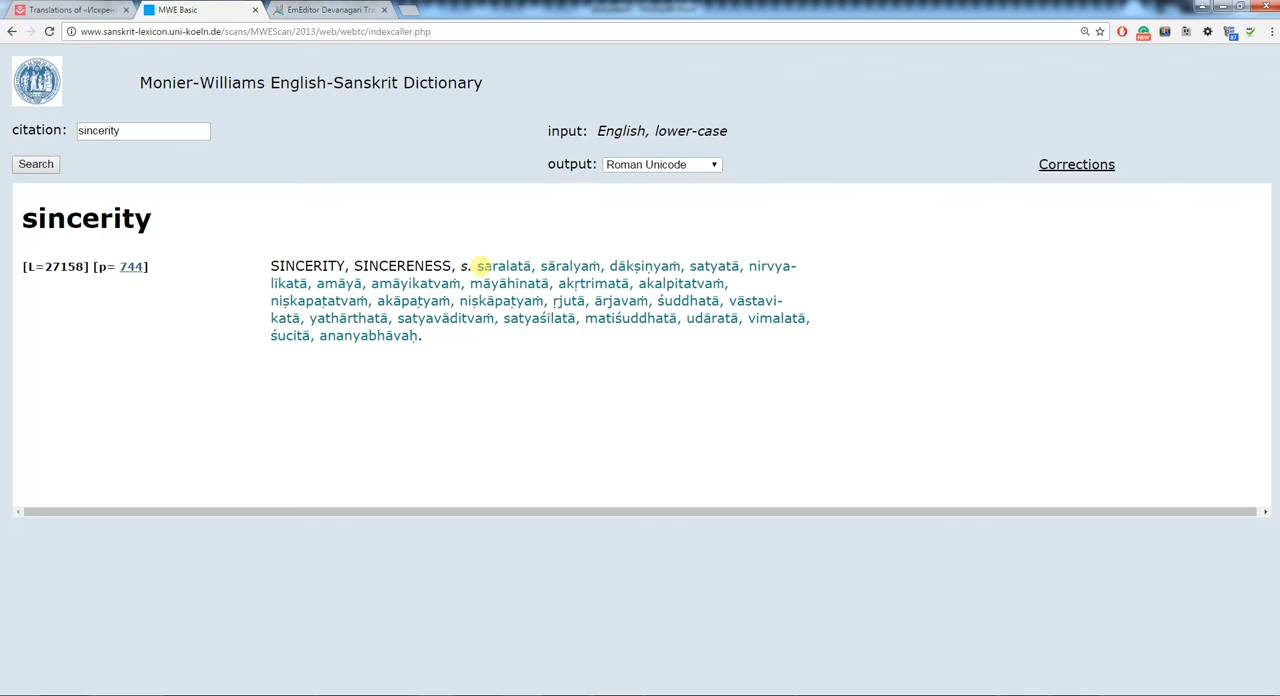 Translations of «Искрен
MWE Basic
EmEditor Devanagari Tra
www.sanskrit-lexicon.uni-koeln.de/scans/MWEScan/2013/web/webtc/indexcaller.php
Monier-Williams English-Sanskrit Dictionary
citation: sincerity
input: English, lower-case
Search
output: Roman Unicode
Corrections
sincerity
[L=27158] [p= 744]
SINCERITY, SINCERENESS, s. saralatā, sāralyaṁ, dākṣiṇyaṁ, satyatā, nirvya-
līkatā, amāyā, amāyikatvaṁ, māyāhīnatā, akṛtrimatā, akalpitatvaṁ,
niṣkapaṭatvaṁ, akāpaṭyaṁ, niṣkāpaṭyaṁ, ṛjutā, ārjavaṁ, śuddhatā, vāstavi-
katā, yathārthatā, satyavāditvaṁ, satyaśīlatā, matiśuddhatā, udāratā, vimalatā,
śucitā, ananyabhāvaḥ.